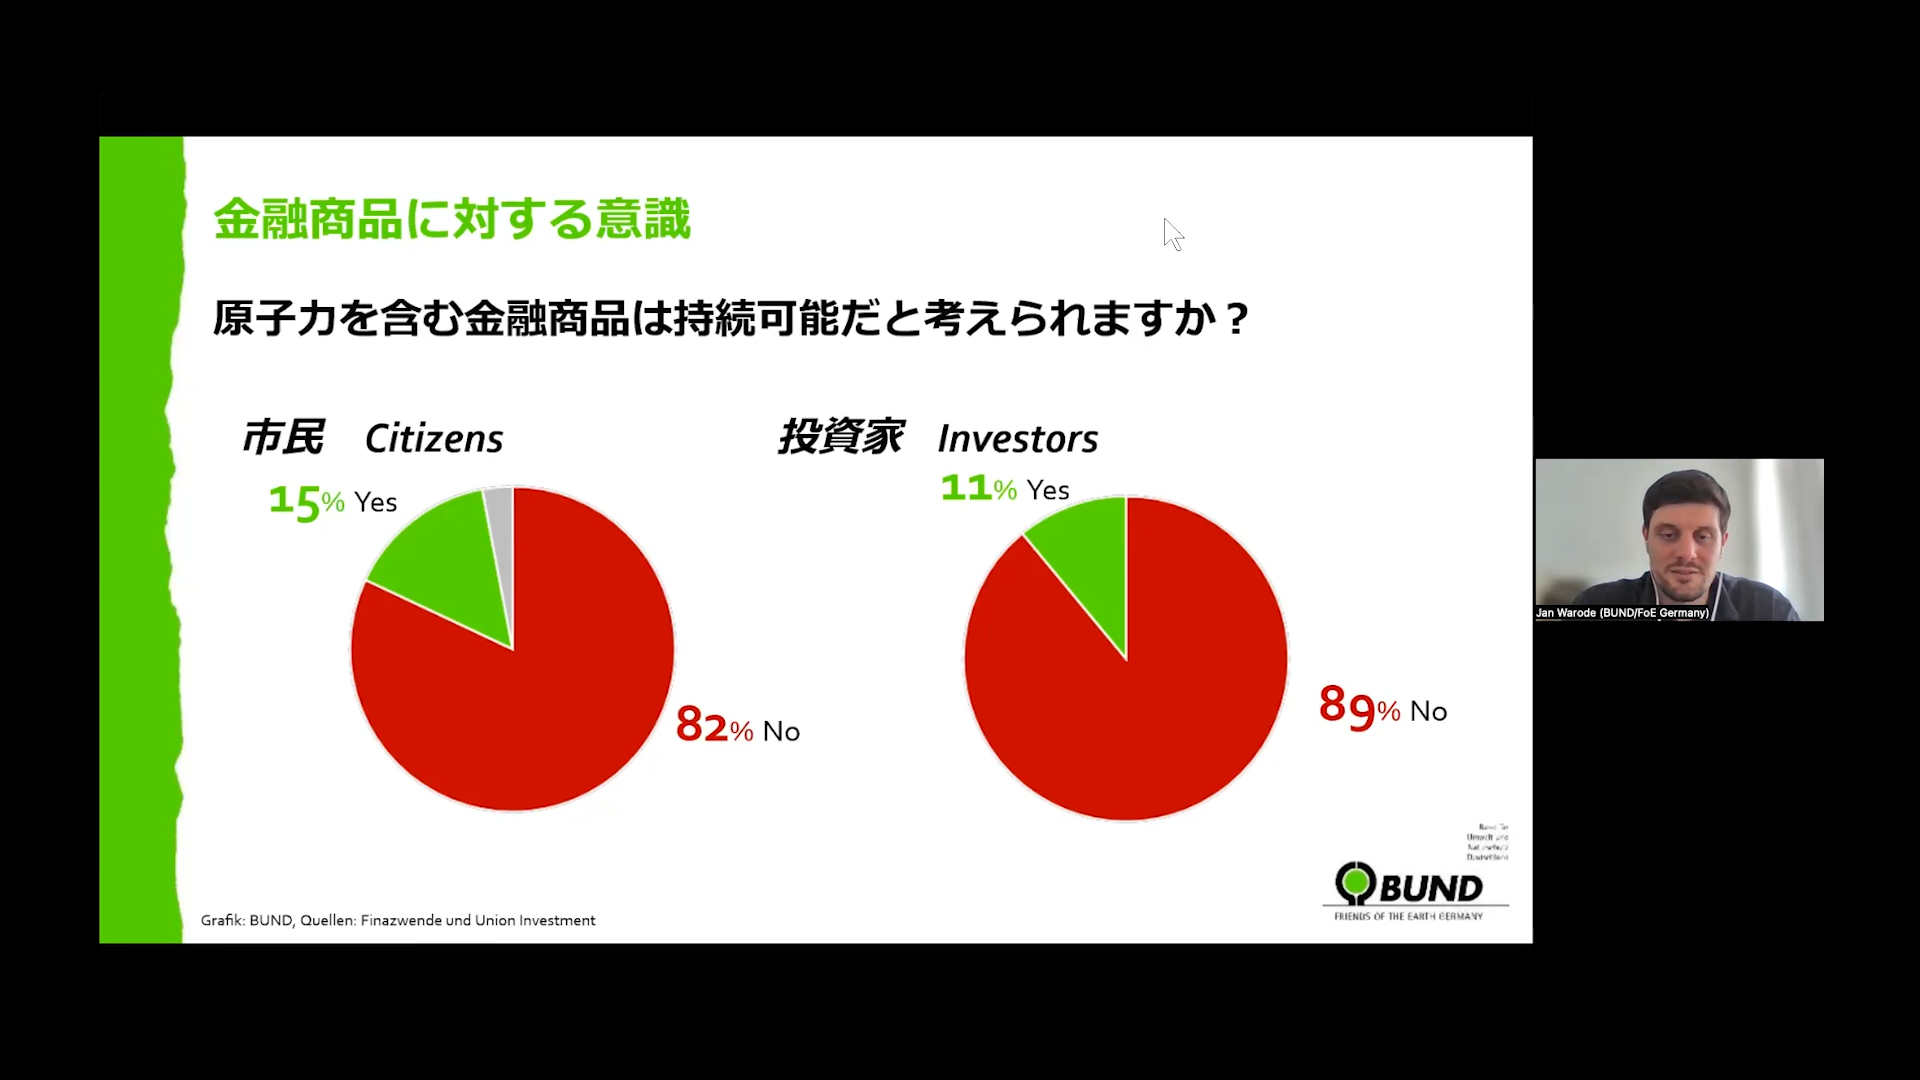 金融商品に対する意識
原子力を含む金融商品は持続可能だと考えられますか？
市民 Citizens
投資家 Investors
15% Yes
11% Yes
82% No
89% No
Jan Warode (BUND/FoE Germany)
BUND
FRIENDS OF THE EARTH GERMANY
Grafik: BUND, Quellen: Finazwende und Union Investment